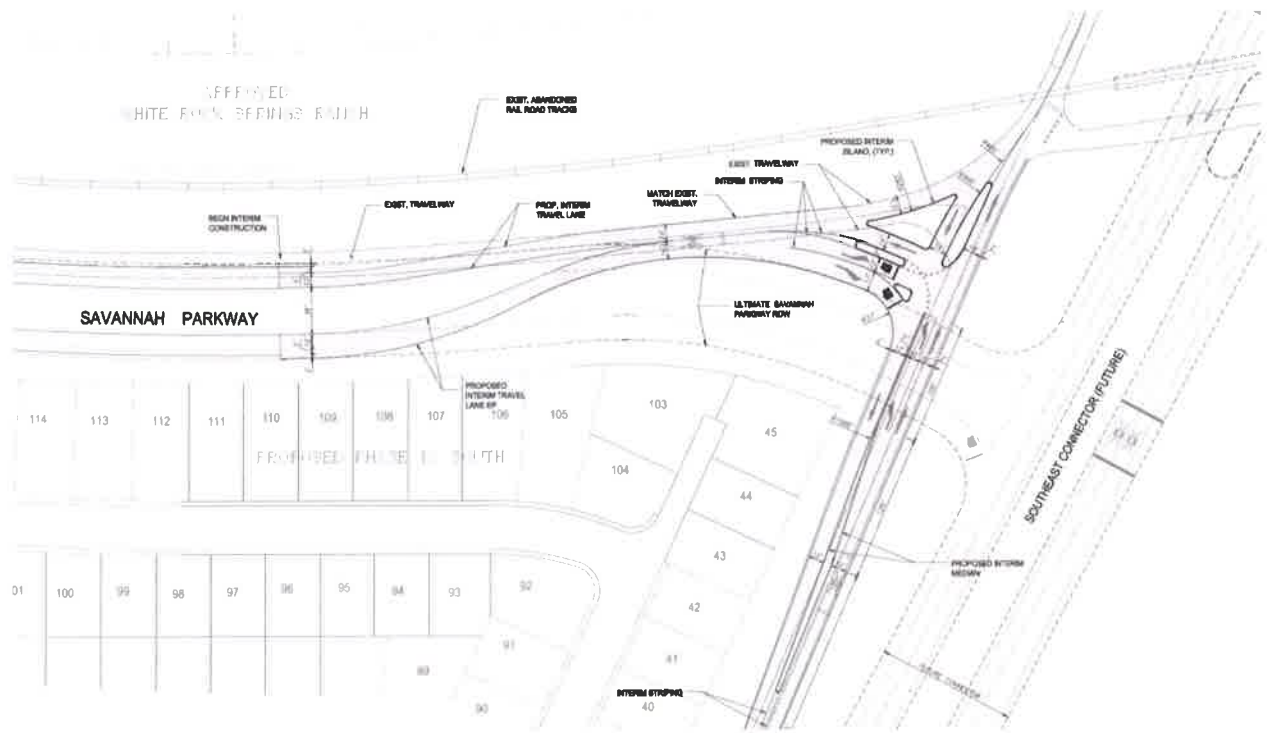 APPROVED
WHITE ROCK SPRINGS RANCH
EXIST. ABANDONED
RAIL ROAD TRACKS
PROPOSED INTERIM
ISLAND, (TYP.)
EXIST TRAVELWAY
INTERIM STRIPING
MATCH EXIST.
TRAVELWAY
EXIST. TRAVELWAY
PROP. INTERIM
TRAVEL LANE
BEGIN INTERIM
CONSTRUCTION
SAVANNAH PARKWAY
ULTIMATE SAVANNAH
PARKWAY ROW
PROPOSED
INTERIM TRAVEL
LANE EP
SOUTHEAST CONNECTOR (FUTURE)
114 113 112 111 110 109 108 107 106 105 103
104
45
44
43
42
41
40
PROPOSED PHASE SOUTH
01 100 99 98 97 96 95 94 93 92
91
90
89
PROPOSED INTERIM
MEDIAN
INTERIM STRIPING